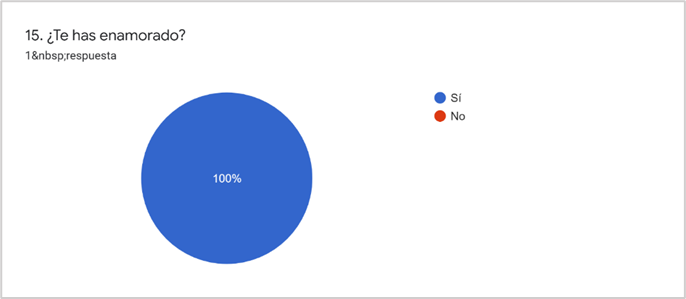 15. ¿Te has enamorado?
1&nbsp;respuesta
Sí
No
100%